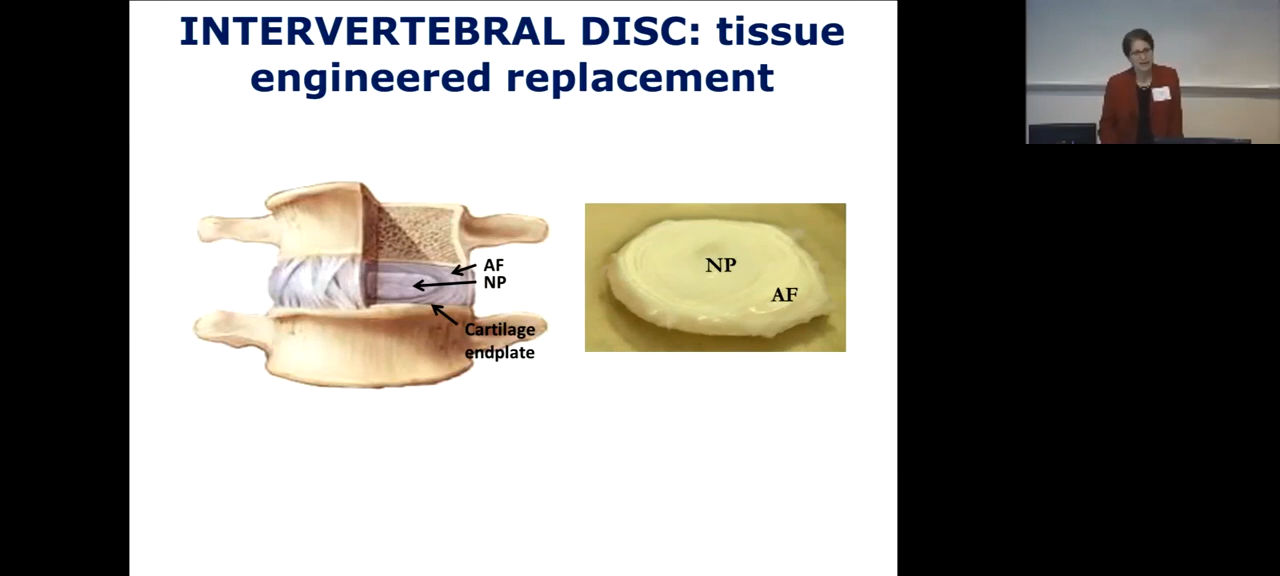 INTERVERTEBRAL DISC: tissue
engineered replacement
AF
NP
Cartilage
endplate
NP
AF